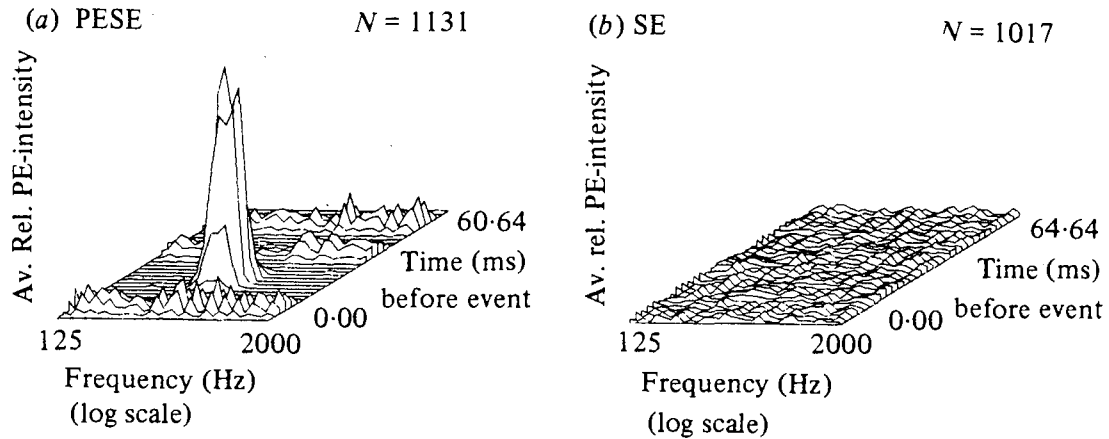 (a) PESE N = 1131
Av. Rel. PE-intensity
60·64
Time (ms)
before event
0·00
125 2000
Frequency (Hz)
(log scale)
(b) SE N = 1017
Av. rel. PE-intensity
64·64
Time (ms)
before event
0·00
125 2000
Frequency (Hz)
(log scale)